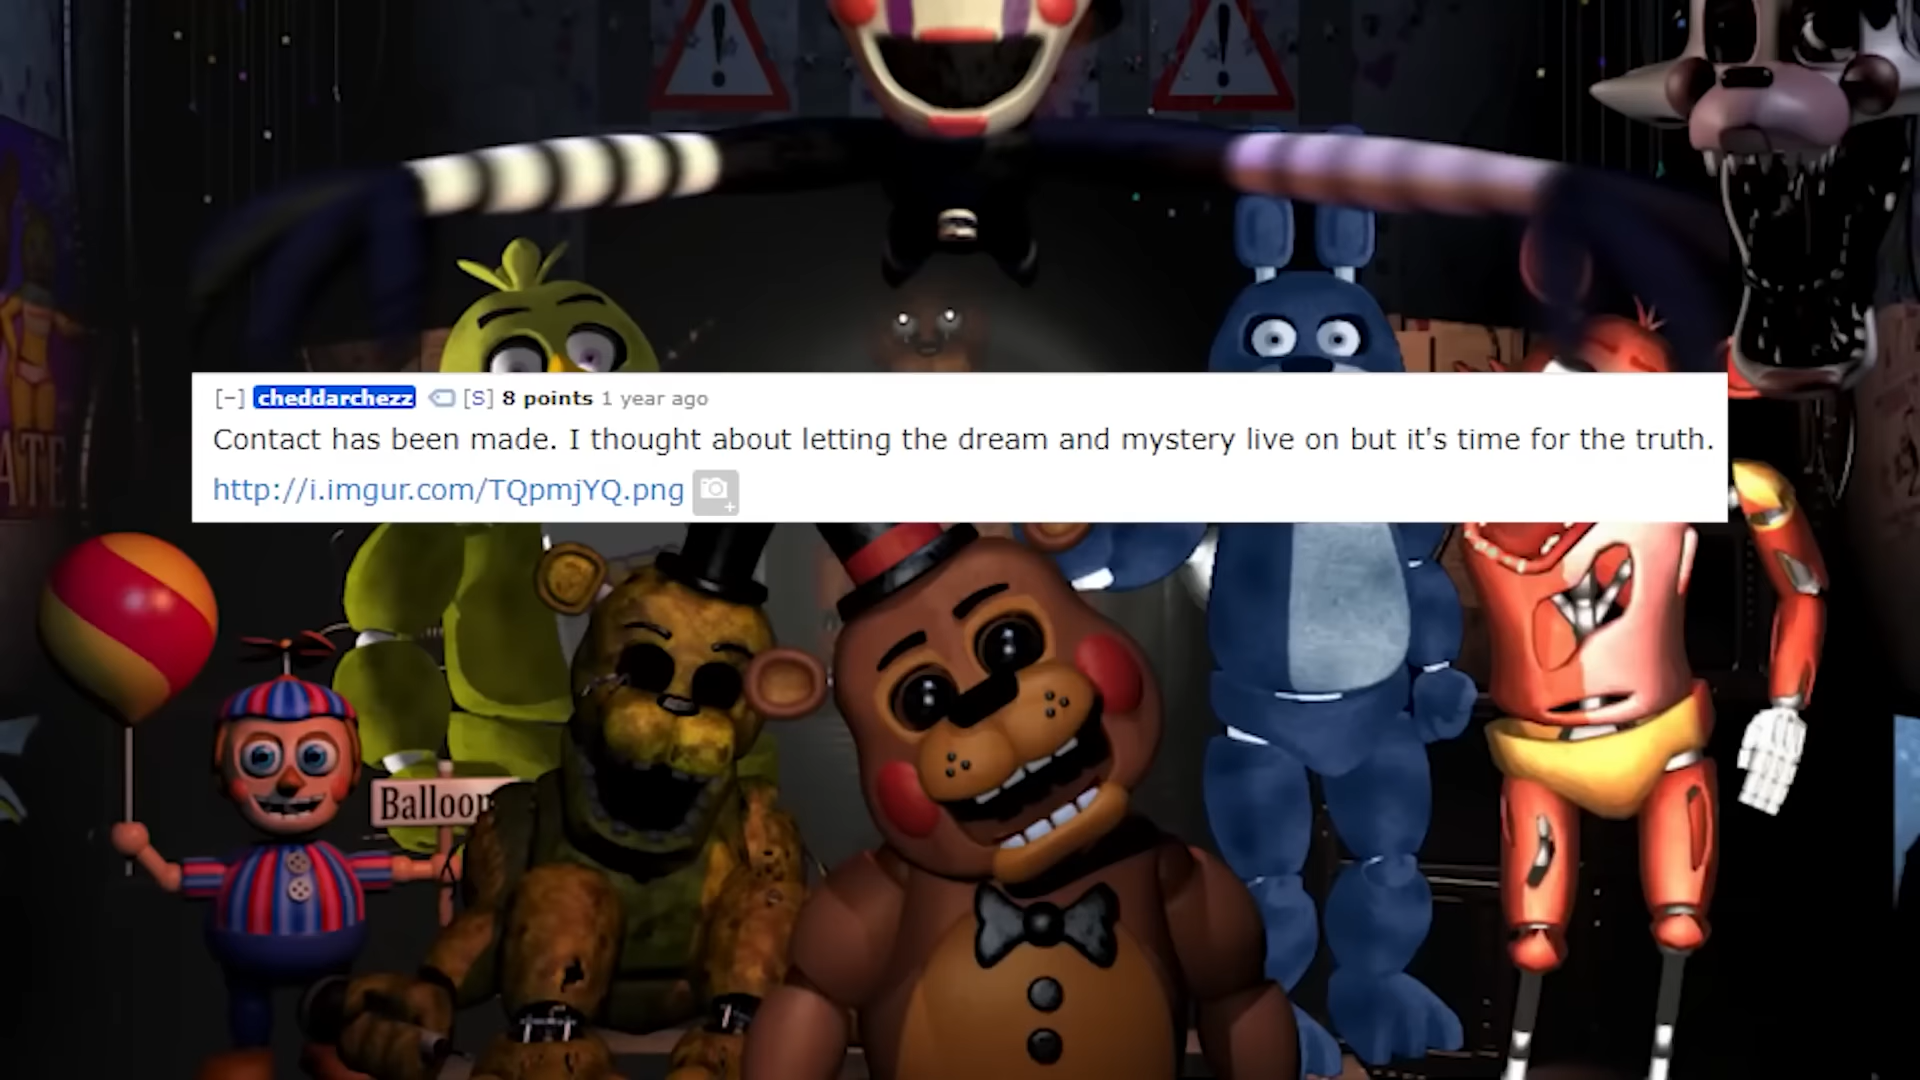 [–] cheddarchezz [S] 8 points 1 year ago
Contact has been made. I thought about letting the dream and mystery live on but it's time for the truth.
http://i.imgur.com/TQpmjYQ.png
ATE
Balloon